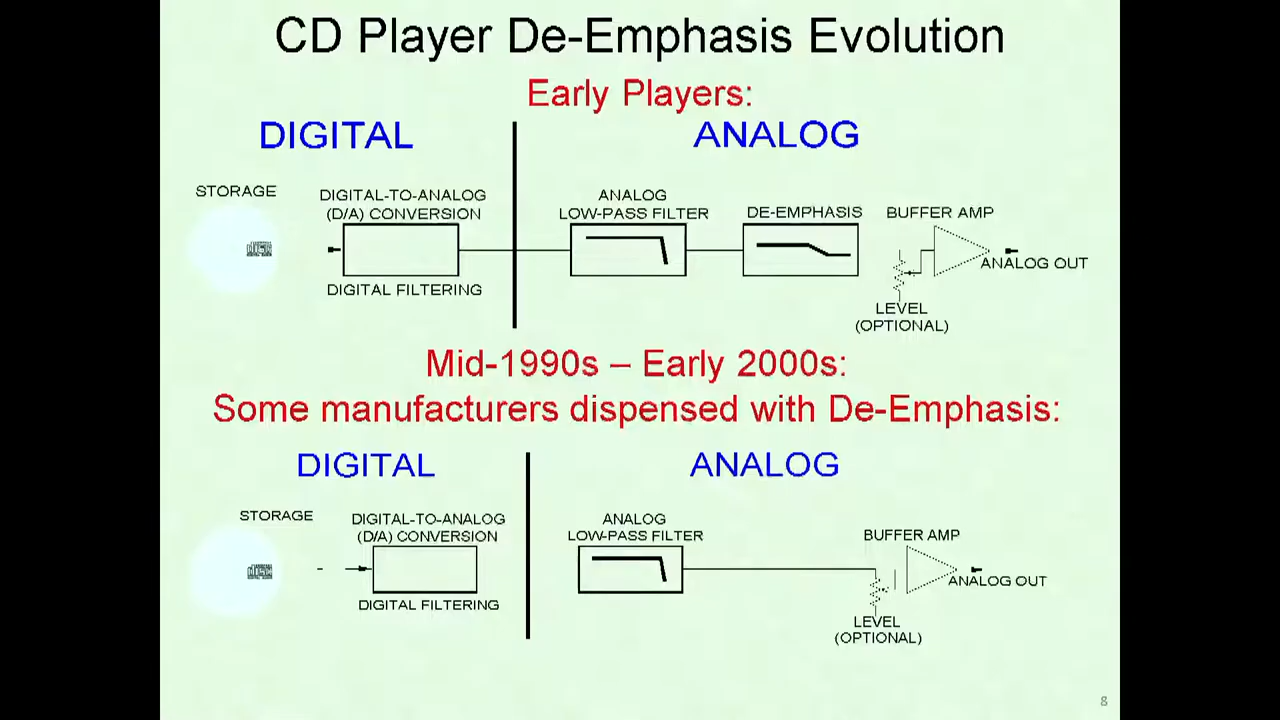 CD Player De-Emphasis Evolution
Early Players:
DIGITAL
ANALOG
STORAGE
DIGITAL-TO-ANALOG
(D/A) CONVERSION
ANALOG
LOW-PASS FILTER
DE-EMPHASIS
BUFFER AMP
ANALOG OUT
DIGITAL FILTERING
LEVEL
(OPTIONAL)
Mid-1990s – Early 2000s:
Some manufacturers dispensed with De-Emphasis:
DIGITAL
ANALOG
STORAGE
DIGITAL-TO-ANALOG
(D/A) CONVERSION
ANALOG
LOW-PASS FILTER
BUFFER AMP
ANALOG OUT
DIGITAL FILTERING
LEVEL
(OPTIONAL)
8